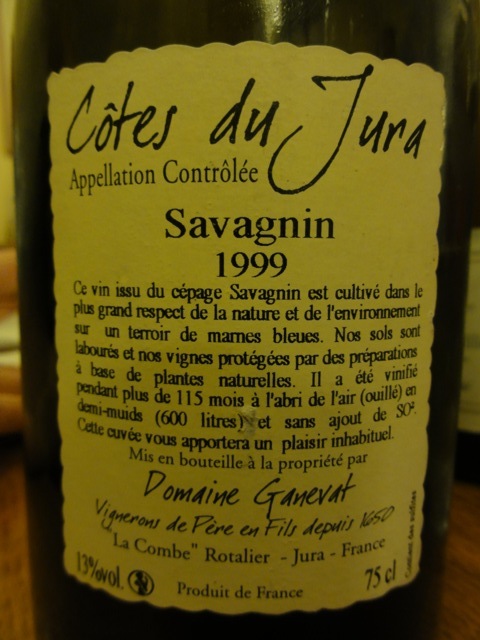 Côtes du Jura
Appellation Contrôlée
Savagnin
1999
Ce vin issu du cépage Savagnin est cultivé dans le
plus grand respect de la nature et de l'environnement
sur un terroir de marnes bleues. Nos sols sont
labourés et nos vignes protégées par des préparations
à base de plantes naturelles. Il a été vinifié
pendant plus de 115 mois à l'abri de l'air (ouillé) en
demi-muids (600 litres) et sans ajout de SO².
Cette cuvée vous apportera un plaisir inhabituel.
Mis en bouteille à la propriété par
Domaine Ganevat
Vignerons de Père en Fils depuis 1650
"La Combe" Rotalier - Jura - France
13%vol.
Produit de France
75 cl
Contient des sulfites